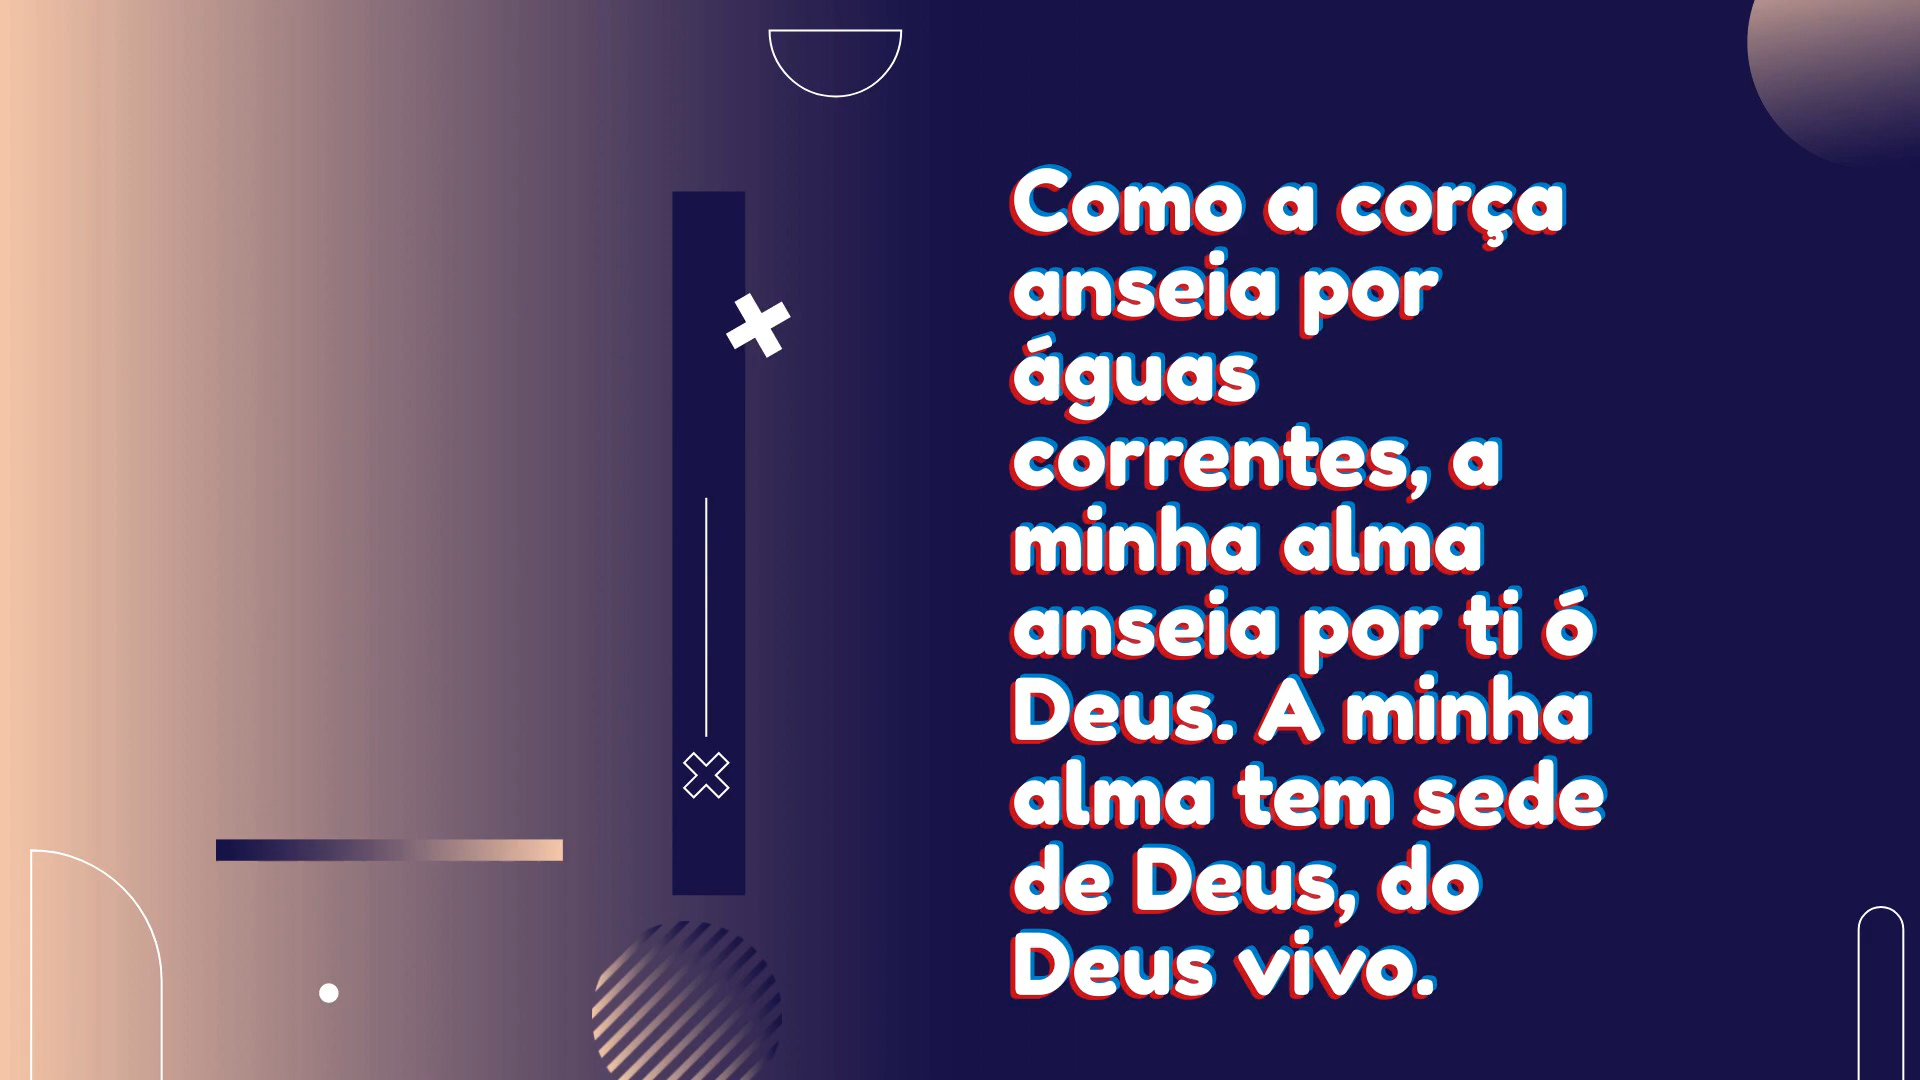 Como a corça
anseia por
águas
correntes, a
minha alma
anseia por ti ó
Deus. A minha
alma tem sede
de Deus, do
Deus vivo.